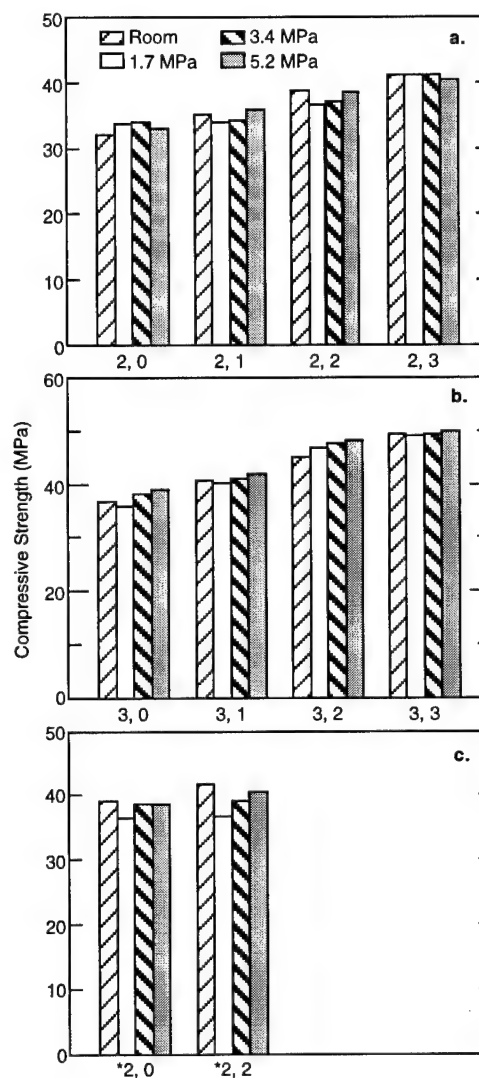 50
40
30
20
10
0
Room 3.4 MPa
1.7 MPa 5.2 MPa
a.
2, 0 2, 1 2, 2 2, 3
60
40
20
0
b.
3, 0 3, 1 3, 2 3, 3
Compressive Strength (MPa)
50
40
30
20
10
0
c.
*2, 0 *2, 2